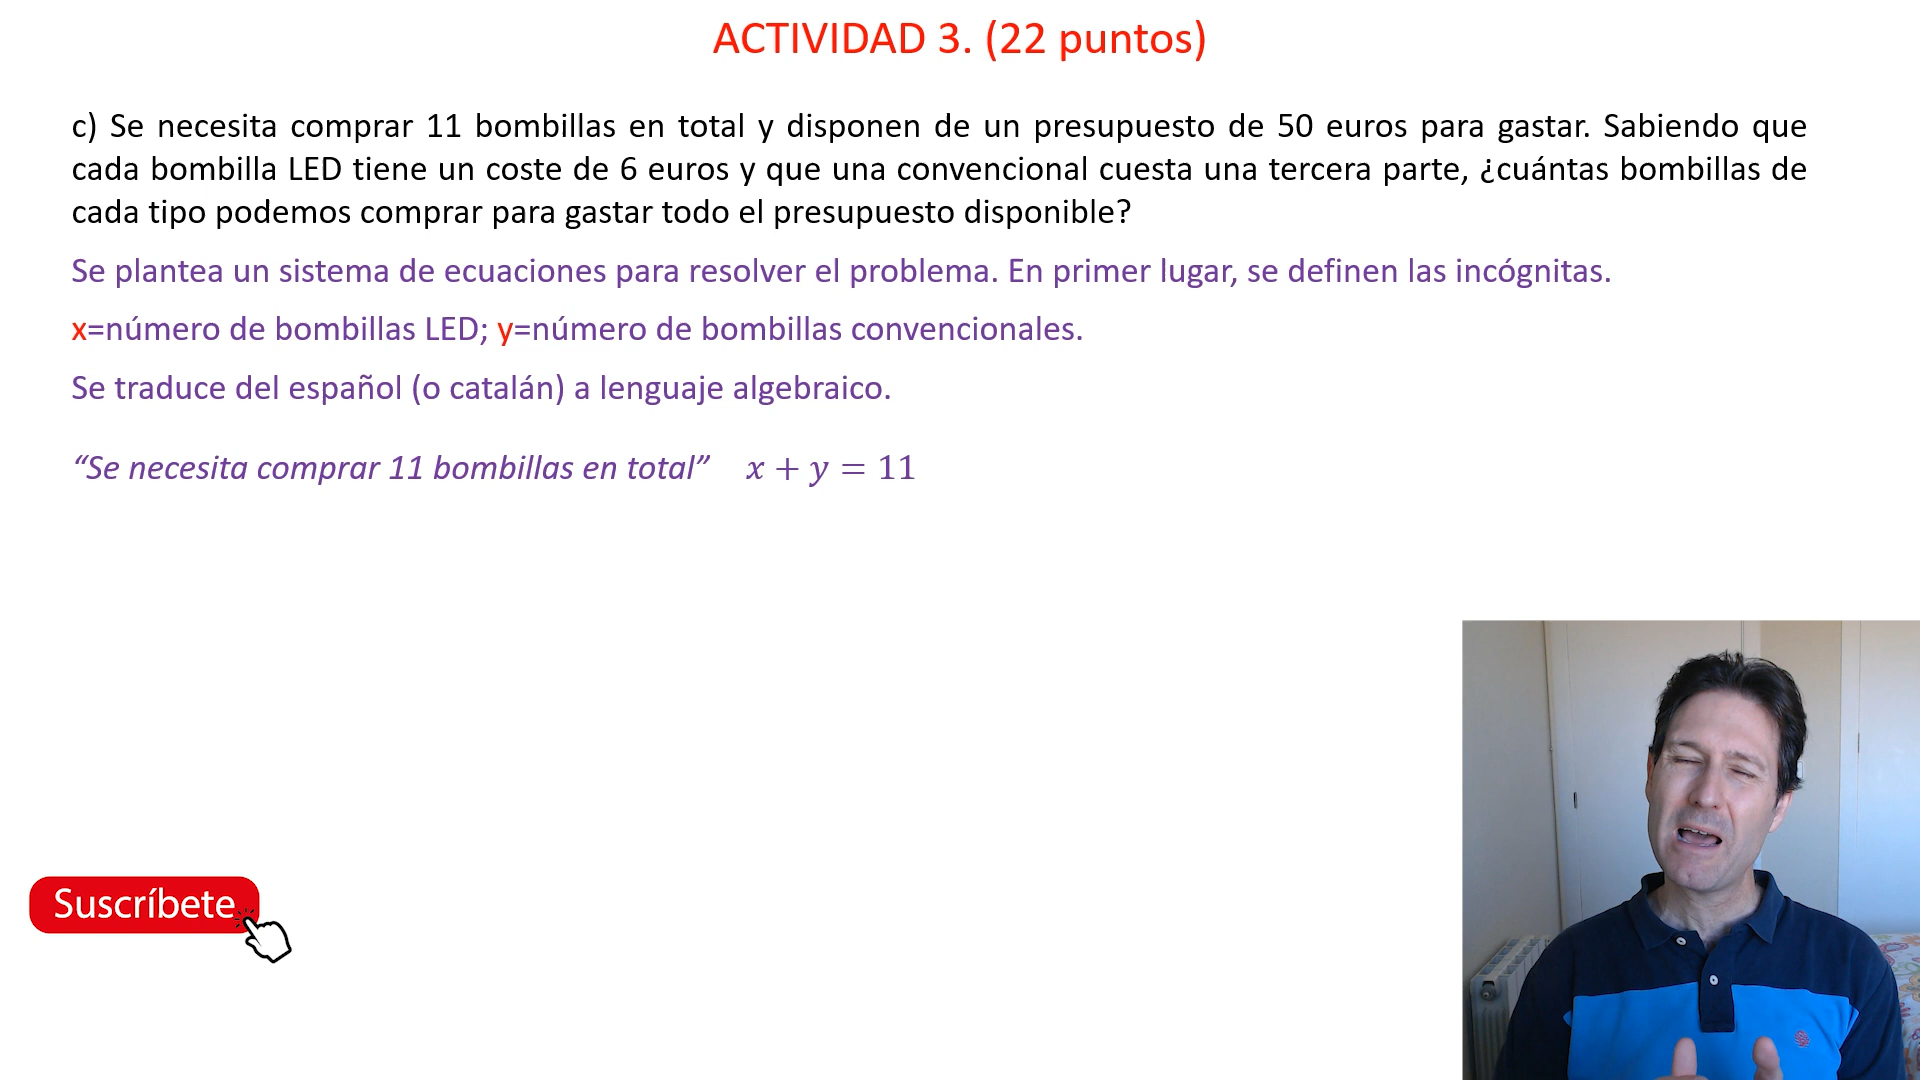 ACTIVIDAD 3. (22 puntos)
c) Se necesita comprar 11 bombillas en total y disponen de un presupuesto de 50 euros para gastar. Sabiendo que
cada bombilla LED tiene un coste de 6 euros y que una convencional cuesta una tercera parte, ¿cuántas bombillas de
cada tipo podemos comprar para gastar todo el presupuesto disponible?
Se plantea un sistema de ecuaciones para resolver el problema. En primer lugar, se definen las incógnitas.
x=número de bombillas LED; y=número de bombillas convencionales.
Se traduce del español (o catalán) a lenguaje algebraico.
“Se necesita comprar 11 bombillas en total” x + y = 11
Suscríbete